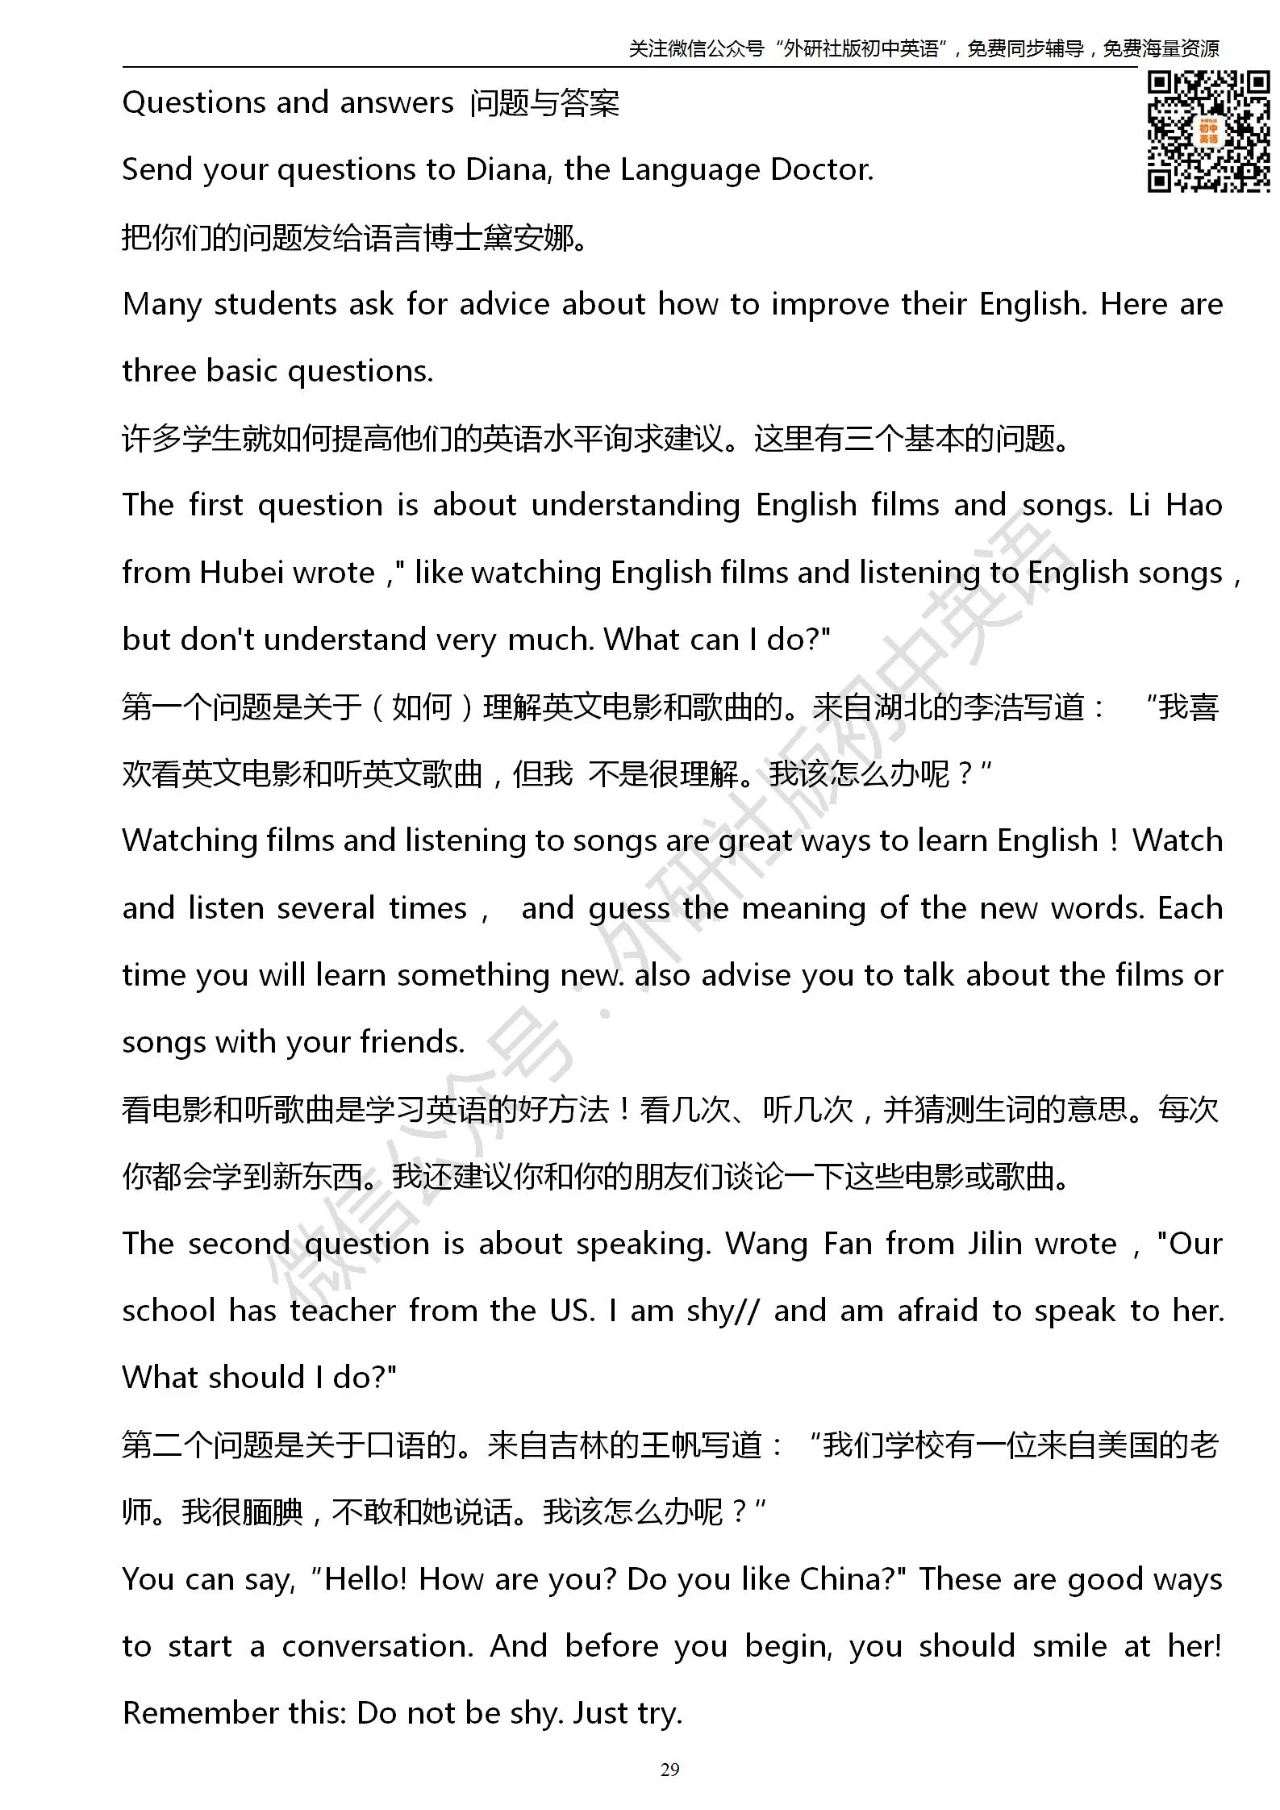 关注微信公众号“外研社版初中英语”，免费同步辅导，免费海量资源
Questions and answers 问题与答案
Send your questions to Diana, the Language Doctor.
把你们的问题发给语言博士黛安娜。
Many students ask for advice about how to improve their English. Here are
three basic questions.
许多学生就如何提高他们的英语水平询求建议。这里有三个基本的问题。
The first question is about understanding English films and songs. Li Hao
from Hubei wrote ," like watching English films and listening to English songs ,
but don't understand very much. What can I do?"
第一个问题是关于（如何）理解英文电影和歌曲的。来自湖北的李浩写道： “我喜
欢看英文电影和听英文歌曲，但我 不是很理解。我该怎么办呢？”
Watching films and listening to songs are great ways to learn English！Watch
and listen several times， and guess the meaning of the new words. Each
time you will learn something new. also advise you to talk about the films or
songs with your friends.
看电影和听歌曲是学习英语的好方法！看几次、听几次，并猜测生词的意思。每次
你都会学到新东西。我还建议你和你的朋友们谈论一下这些电影或歌曲。
The second question is about speaking. Wang Fan from Jilin wrote , "Our
school has teacher from the US. I am shy// and am afraid to speak to her.
What should I do?"
第二个问题是关于口语的。来自吉林的王帆写道：“我们学校有一位来自美国的老
师。我很腼腆，不敢和她说话。我该怎么办呢？”
You can say, “Hello! How are you? Do you like China?" These are good ways
to start a conversation. And before you begin, you should smile at her!
Remember this: Do not be shy. Just try.
29
初中
英语
微信公众号：外研社版初中英语